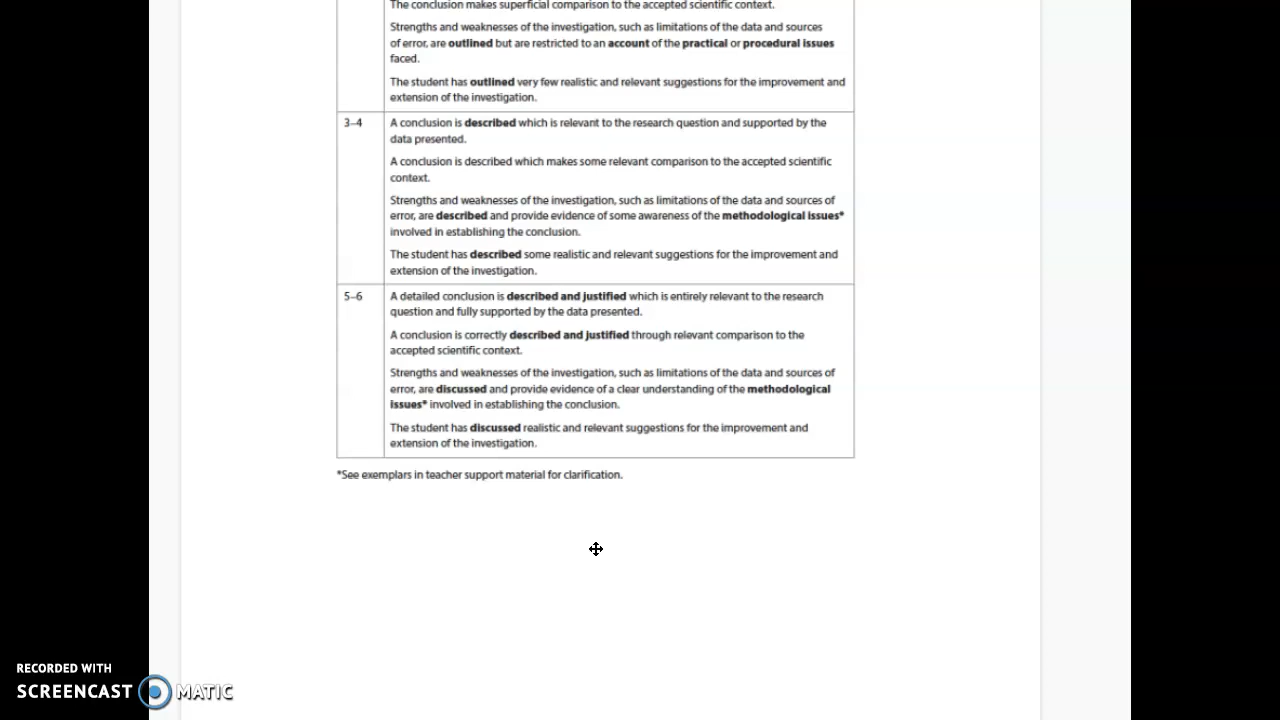 The conclusion makes superficial comparison to the accepted scientific context.
Strengths and weaknesses of the investigation, such as limitations of the data and sources
of error, are outlined but are restricted to an account of the practical or procedural issues
faced.
The student has outlined very few realistic and relevant suggestions for the improvement and
extension of the investigation.
3–4
A conclusion is described which is relevant to the research question and supported by the
data presented.
A conclusion is described which makes some relevant comparison to the accepted scientific
context.
Strengths and weaknesses of the investigation, such as limitations of the data and sources of
error, are described and provide evidence of some awareness of the methodological issues*
involved in establishing the conclusion.
The student has described some realistic and relevant suggestions for the improvement and
extension of the investigation.
5–6
A detailed conclusion is described and justified which is entirely relevant to the research
question and fully supported by the data presented.
A conclusion is correctly described and justified through relevant comparison to the
accepted scientific context.
Strengths and weaknesses of the investigation, such as limitations of the data and sources of
error, are discussed and provide evidence of a clear understanding of the methodological
issues* involved in establishing the conclusion.
The student has discussed realistic and relevant suggestions for the improvement and
extension of the investigation.
*See exemplars in teacher support material for clarification.
RECORDED WITH
SCREENCAST MATIC